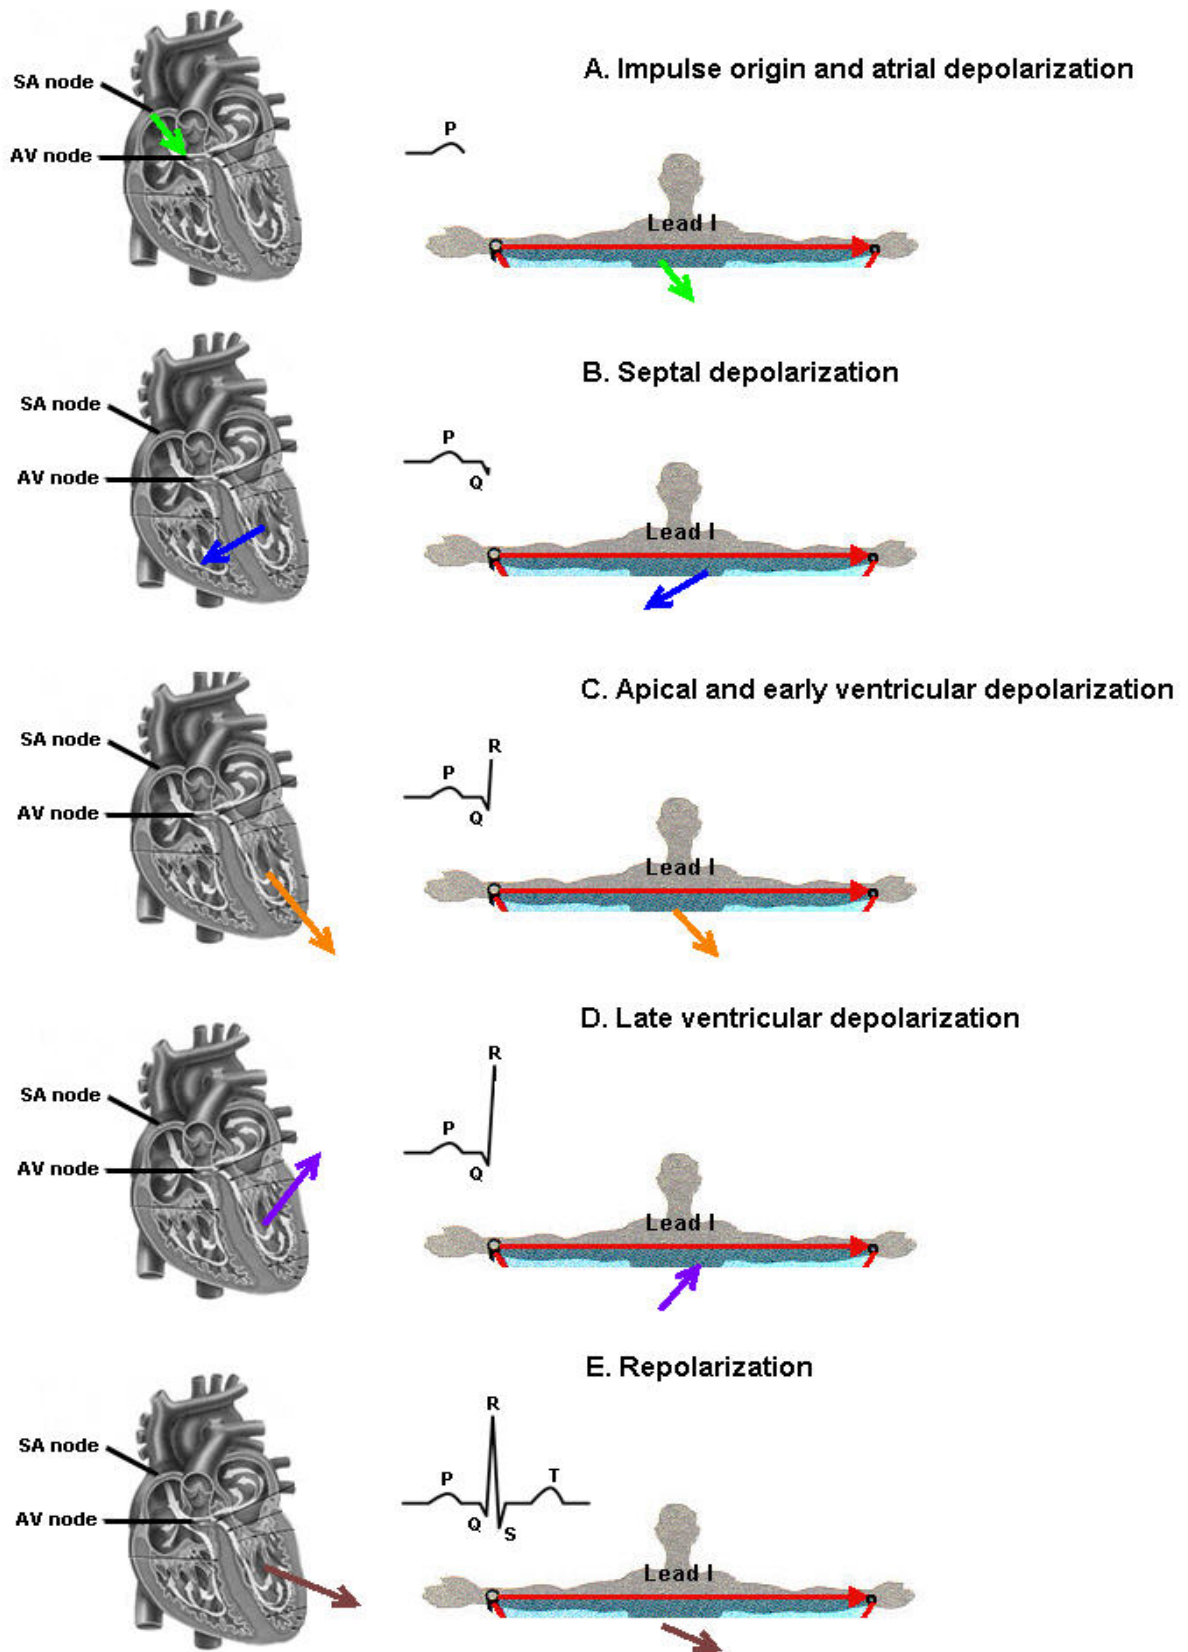 A. Impulse origin and atrial depolarization
SA node
AV node
P
Lead I
B. Septal depolarization
SA node
AV node
P
Q
Lead I
C. Apical and early ventricular depolarization
SA node
AV node
R
P
Q
Lead I
D. Late ventricular depolarization
SA node
AV node
R
P
Q
Lead I
E. Repolarization
SA node
AV node
R
P
T
Q
S
Lead I